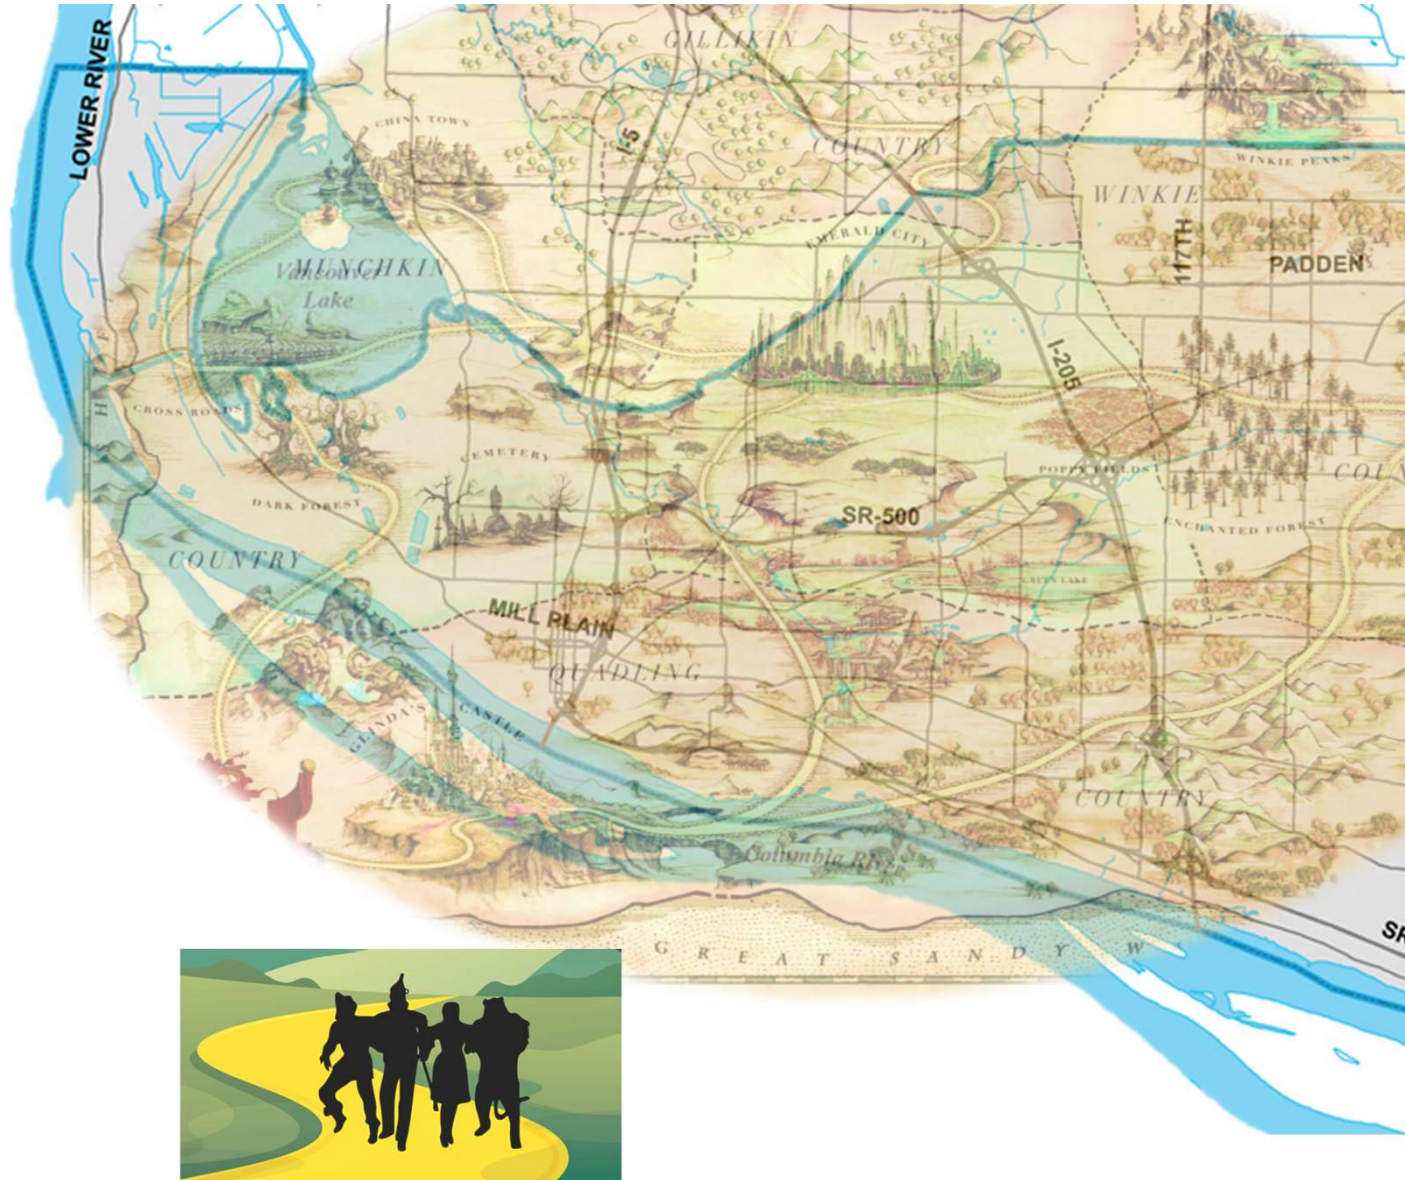 LOWER RIVER
GILLIKIN
CHINA TOWN
I-5
COUNTRY
WINKIE PEAKS
WINKIE
EMERALD CITY
117TH
PADDEN
MUNCHKIN
Vancouver
Lake
I-205
CROSS ROADS
CEMETERY
POPPY FIELDS
COUN
DARK FOREST
SR-500
ENCHANTED FOREST
COUNTRY
MILL PLAIN
QUADLING
GLINDA'S CASTLE
COUNTRY
Columbia River
GREAT SANDY W
SR